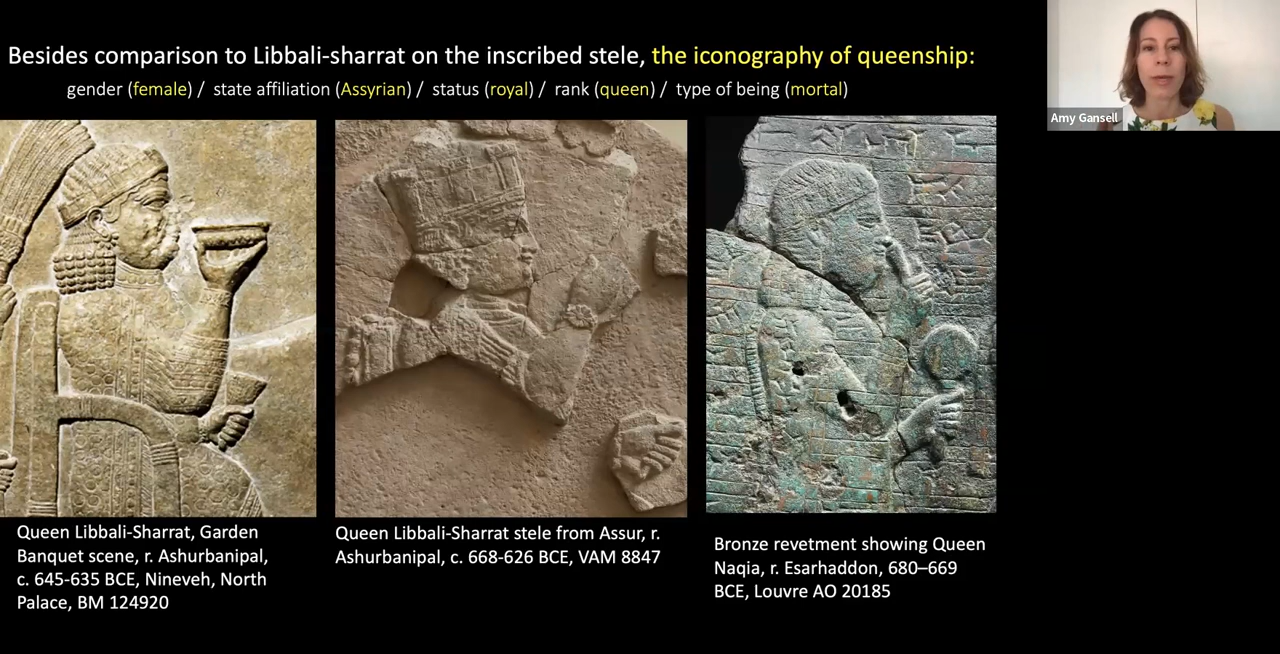 Besides comparison to Libbali-sharrat on the inscribed stele, the iconography of queenship:
gender (female) / state affiliation (Assyrian) / status (royal) / rank (queen) / type of being (mortal)
Amy Gansell
Queen Libbali-Sharrat, Garden
Banquet scene, r. Ashurbanipal,
c. 645-635 BCE, Nineveh, North
Palace, BM 124920
Queen Libbali-Sharrat stele from Assur, r.
Ashurbanipal, c. 668-626 BCE, VAM 8847
Bronze revetment showing Queen
Naqia, r. Esarhaddon, 680–669
BCE, Louvre AO 20185